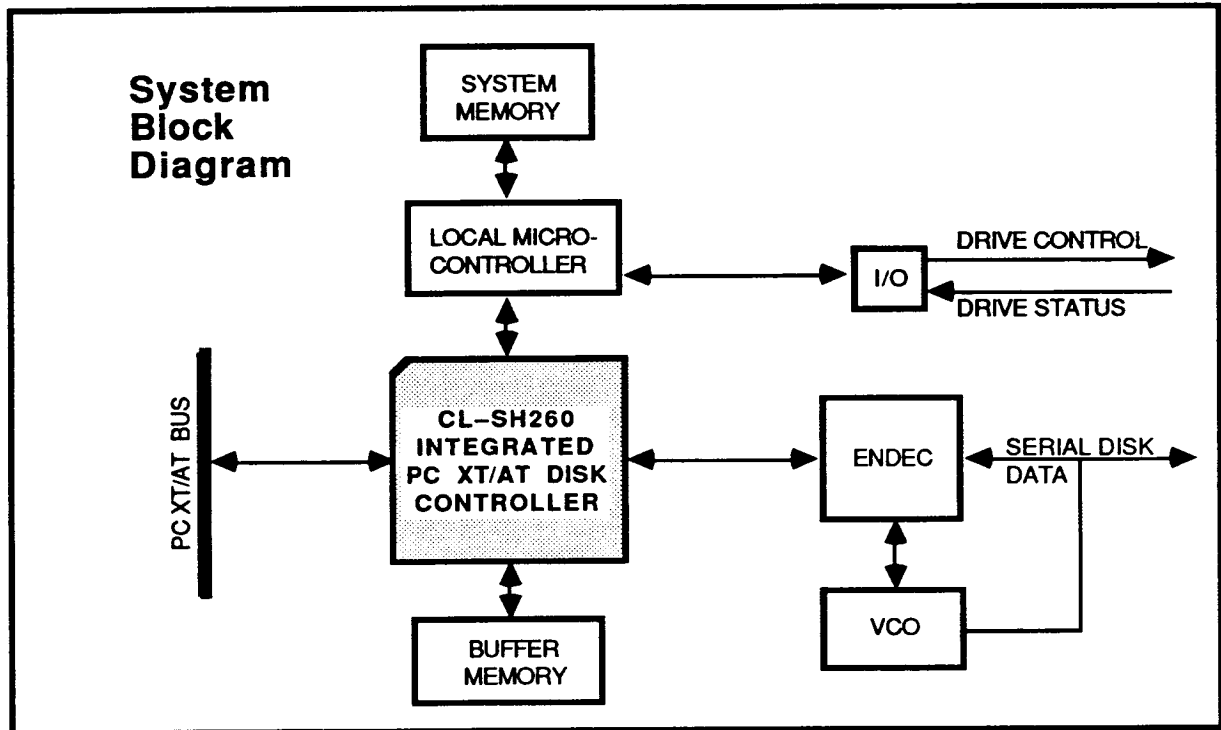 System
Block
Diagram
SYSTEM
MEMORY
LOCAL MICRO-
CONTROLLER
I/O
DRIVE CONTROL
DRIVE STATUS
PC XT/AT BUS
CL–SH260
INTEGRATED
PC XT/AT DISK
CONTROLLER
ENDEC
SERIAL DISK
DATA
VCO
BUFFER
MEMORY